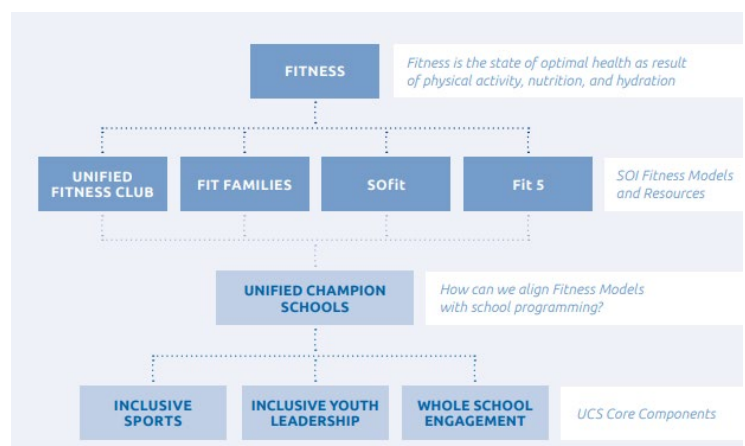 FITNESS
Fitness is the state of optimal health as result
of physical activity, nutrition, and hydration
UNIFIED
FITNESS CLUB
FIT FAMILIES
SOfit
Fit 5
SOI Fitness Models
and Resources
UNIFIED CHAMPION
SCHOOLS
How can we align Fitness Models
with school programming?
INCLUSIVE
SPORTS
INCLUSIVE YOUTH
LEADERSHIP
WHOLE SCHOOL
ENGAGEMENT
UCS Core Components